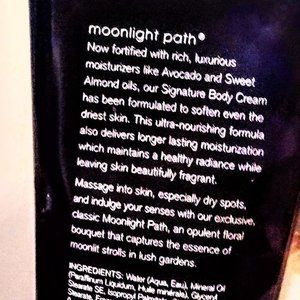 moonlight path®
Now fortified with rich, luxurious
moisturizers like Avocado and Sweet
Almond oils, our Signature Body Cream
has been formulated to soften even the
driest skin. This ultra-nourishing formula
also delivers longer lasting moisturization
which maintains a healthy radiance while
leaving skin beautifully fragrant.
Massage into skin, especially dry spots,
and indulge your senses with our exclusive,
classic Moonlight Path, an opulent floral
bouquet that captures the essence of
moonlit strolls in lush gardens.
INGREDIENTS: Water (Aqua, Eau), Mineral Oil
(Paraffinum Liquidum, Huile minerale), Glyceryl
Stearate SE, Isopropyl